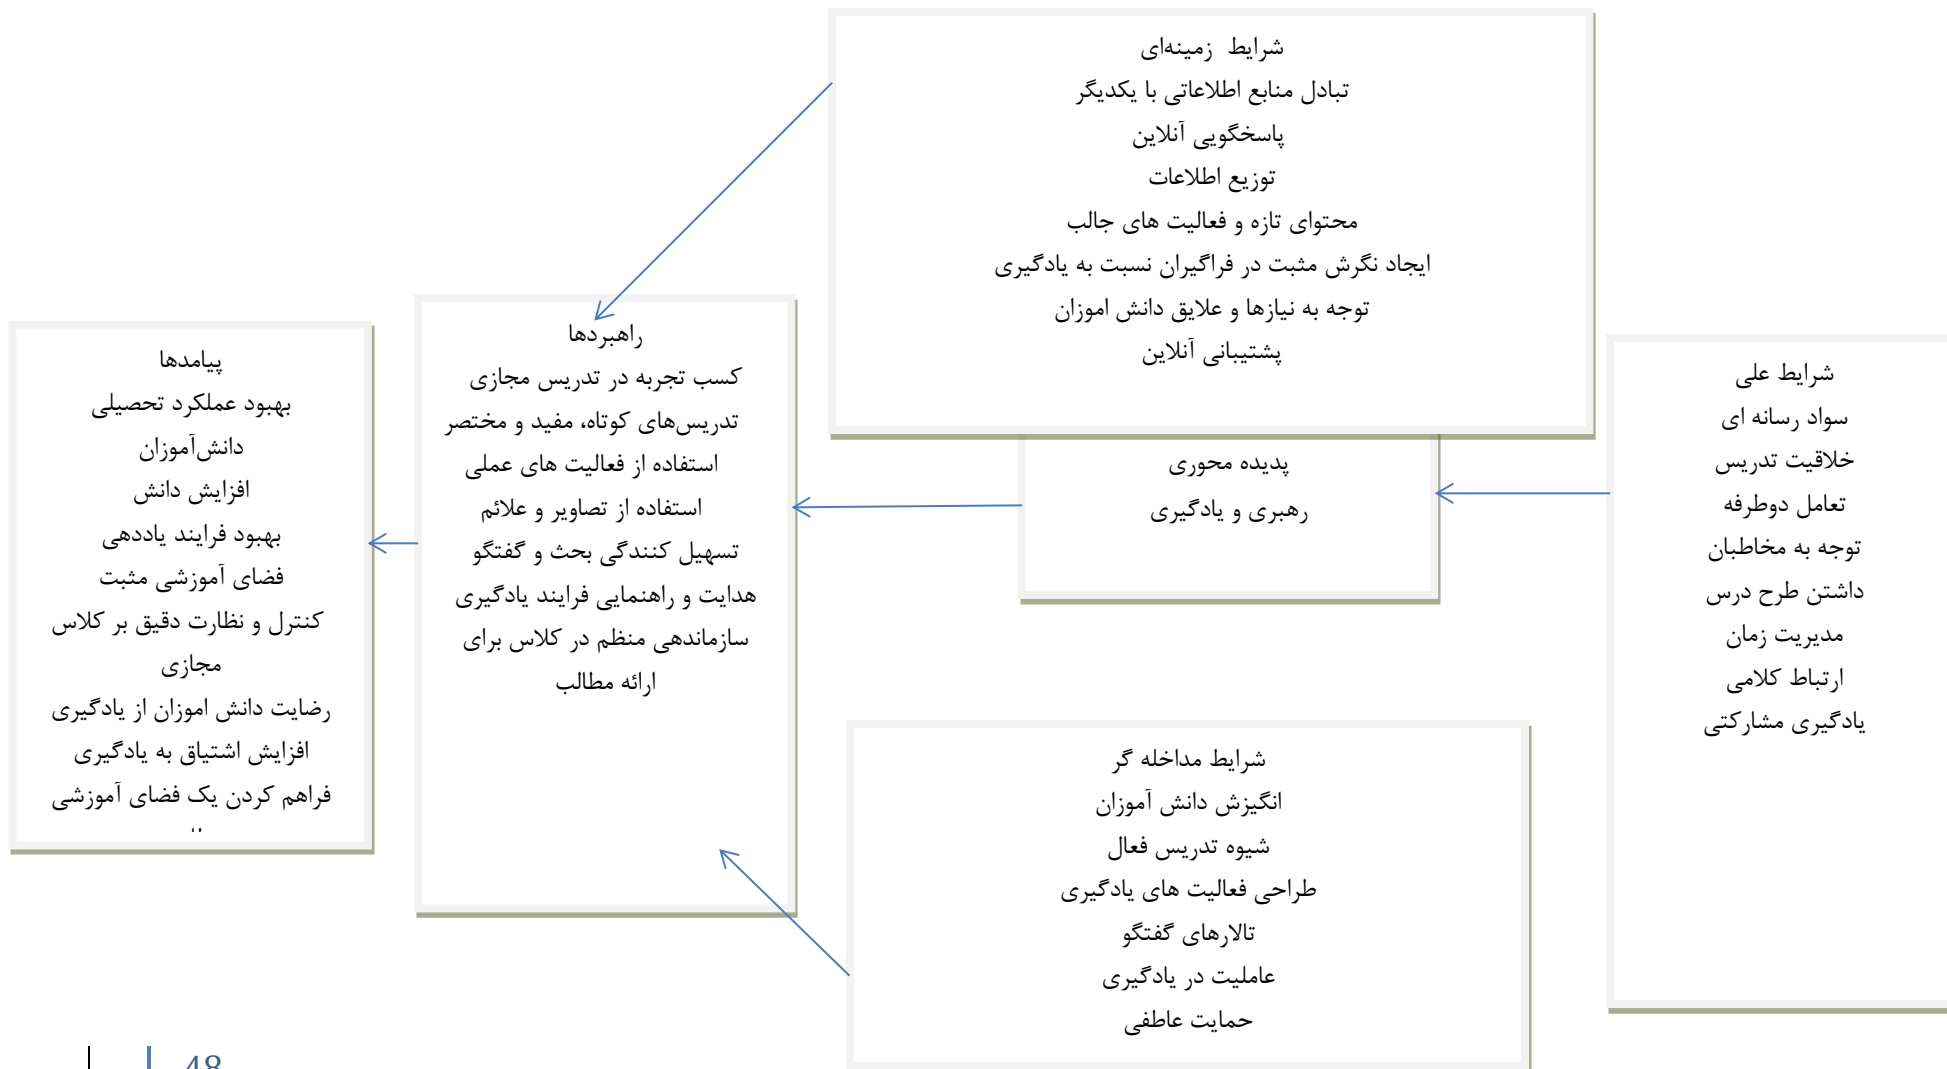 شرایط زمینه‌ای
تبادل منابع اطلاعاتی با یکدیگر
پاسخگویی آنلاین
توزیع اطلاعات
محتوای تازه و فعالیت های جالب
ایجاد نگرش مثبت در فراگیران نسبت به یادگیری
توجه به نیازها و علایق دانش اموزان
پشتیبانی آنلاین
شرایط علی
سواد رسانه ای
خلاقیت تدریس
تعامل دوطرفه
توجه به مخاطبان
داشتن طرح درس
مدیریت زمان
ارتباط کلامی
یادگیری مشارکتی
پدیده محوری
رهبری و یادگیری
راهبردها
کسب تجربه در تدریس مجازی
تدریس‌های کوتاه، مفید و مختصر
استفاده از فعالیت های عملی
استفاده از تصاویر و علائم
تسهیل کنندگی بحث و گفتگو
هدایت و راهنمایی فرایند یادگیری
سازماندهی منظم در کلاس برای
ارائه مطالب
پیامدها
بهبود عملکرد تحصیلی
دانش‌آموزان
افزایش دانش
بهبود فرایند یاددهی
فضای آموزشی مثبت
کنترل و نظارت دقیق بر کلاس
مجازی
رضایت دانش اموزان از یادگیری
افزایش اشتیاق به یادگیری
فراهم کردن یک فضای آموزشی
شرایط مداخله گر
انگیزش دانش آموزان
شیوه تدریس فعال
طراحی فعالیت های یادگیری
تالارهای گفتگو
عاملیت در یادگیری
حمایت عاطفی
48